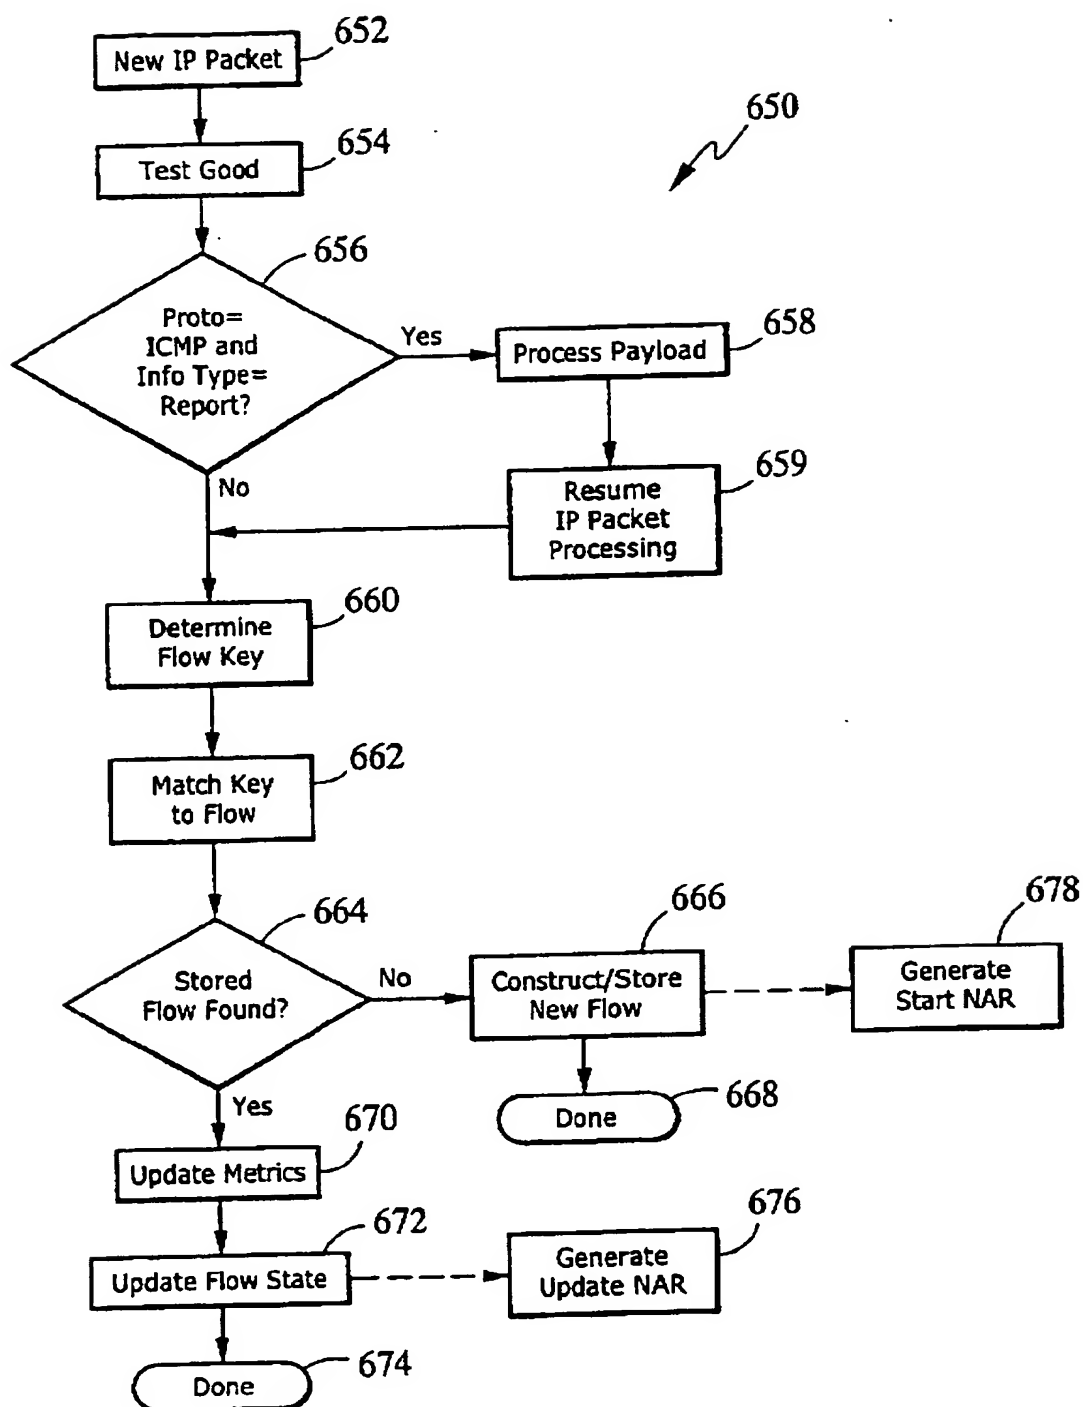 652
New IP Packet
650
654
Test Good
656
Proto=
ICMP and
Info Type=
Report?
Yes
658
Process Payload
No
659
Resume
IP Packet
Processing
660
Determine
Flow Key
662
Match Key
to Flow
664
Stored
Flow Found?
No
666
Construct/Store
New Flow
678
Generate
Start NAR
668
Done
Yes
670
Update Metrics
672
Update Flow State
676
Generate
Update NAR
674
Done